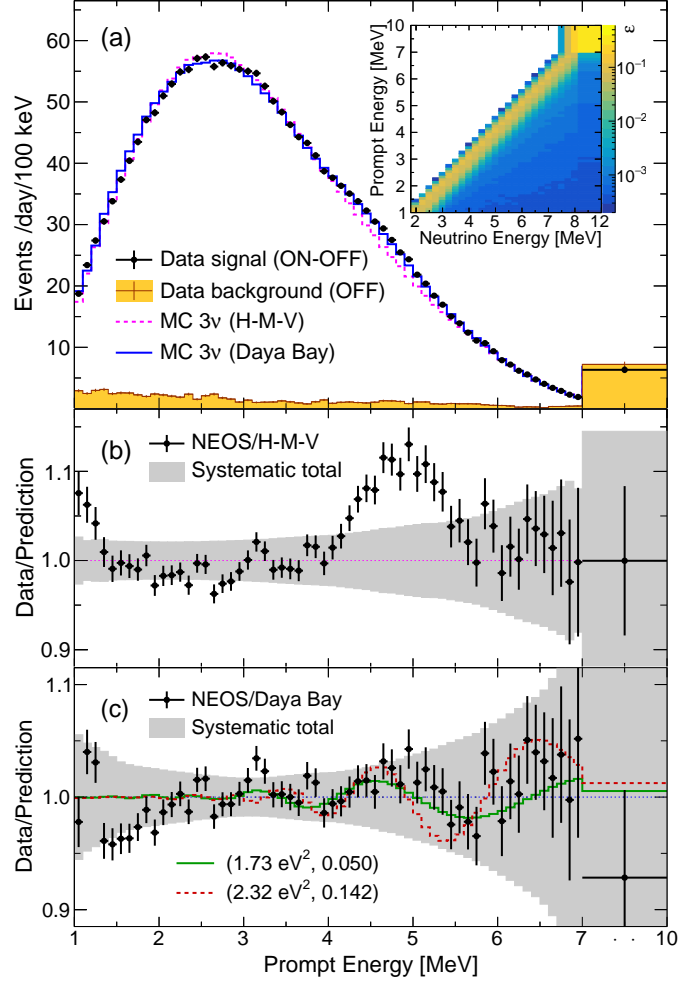 (a)
Events /day/100 keV
60
50
40
30
20
10
Data signal (ON-OFF)
Data background (OFF)
MC 3ν (H-M-V)
MC 3ν (Daya Bay)
Prompt Energy [MeV]
10
9
8
7
6
5
4
3
2
1
2 3 4 5 6 7 8 12
Neutrino Energy [MeV]
ε
10⁻¹
10⁻²
10⁻³
(b)
Data/Prediction
1.1
1.0
0.9
NEOS/H-M-V
Systematic total
(c)
Data/Prediction
1.1
1.0
0.9
NEOS/Daya Bay
Systematic total
(1.73 eV², 0.050)
(2.32 eV², 0.142)
1 2 3 4 5 6 7 10
Prompt Energy [MeV]